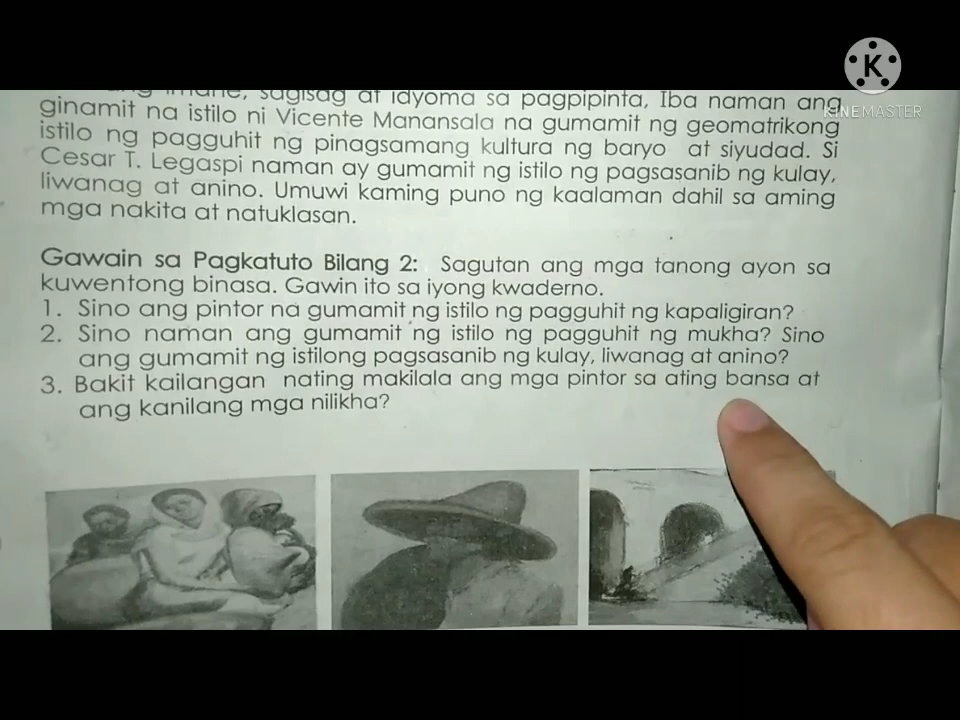 K
KINEMASTER
imahe, sagisag at idyoma sa pagpipinta, Iba naman ang
ginamit na istilo ni Vicente Manansala na gumamit ng geomatrikong
istilo ng pagguhit ng pinagsamang kultura ng baryo at siyudad. Si
Cesar T. Legaspi naman ay gumamit ng istilo ng pagsasanib ng kulay,
liwanag at anino. Umuwi kaming puno ng kaalaman dahil sa aming
mga nakita at natuklasan.
Gawain sa Pagkatuto Bilang 2: Sagutan ang mga tanong ayon sa
kuwentong binasa. Gawin ito sa iyong kwaderno.
1. Sino ang pintor na gumamit ng istilo ng pagguhit ng kapaligiran?
2. Sino naman ang gumamit ng istilo ng pagguhit ng mukha? Sino
ang gumamit ng istilong pagsasanib ng kulay, liwanag at anino?
3. Bakit kailangan nating makilala ang mga pintor sa ating bansa at
ang kanilang mga nilikha?